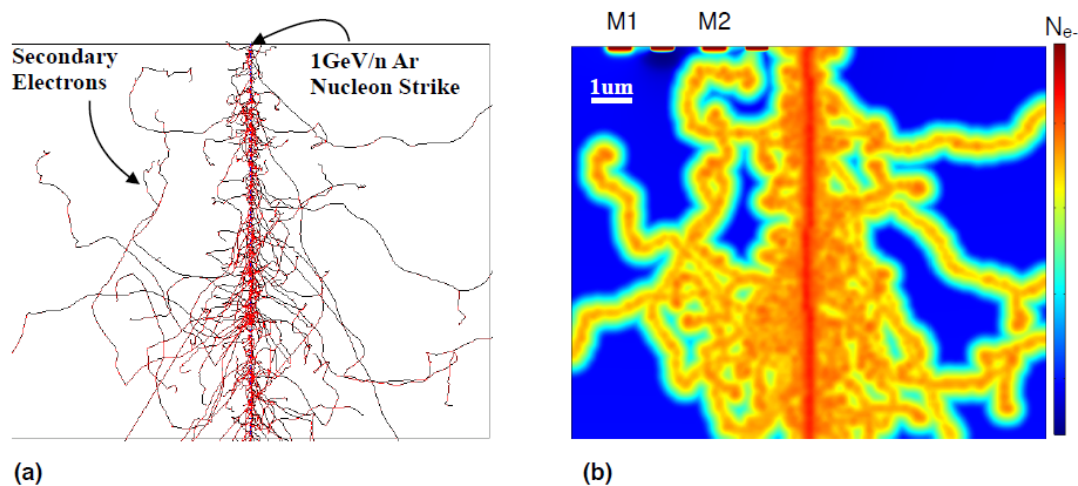 Secondary
Electrons
1GeV/n Ar
Nucleon Strike
(a)
M1 M2
Ne-
1um
(b)